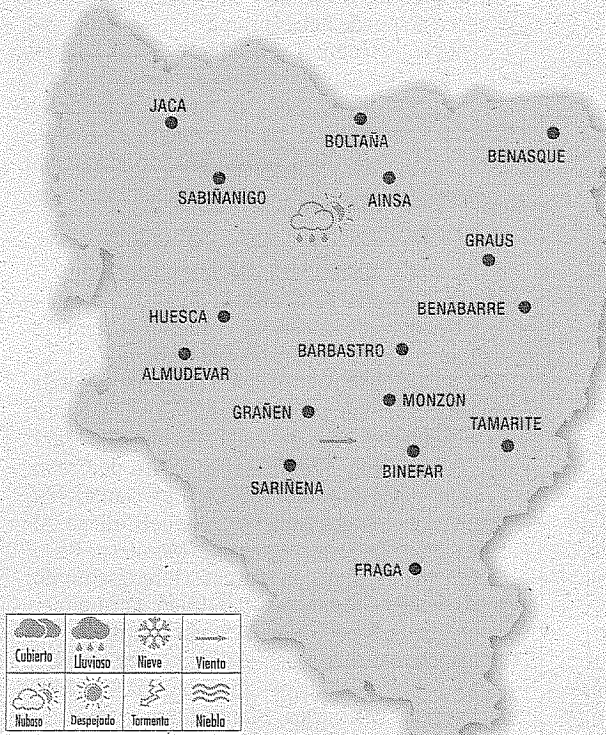 JACA
BOLTAÑA
BENASQUE
SABIÑANIGO
AINSA
GRAUS
HUESCA
BENABARRE
BARBASTRO
ALMUDEVAR
MONZON
GRAÑEN
TAMARITE
BINEFAR
SARIÑENA
FRAGA
Cubierto Lluvioso Nieve Viento
Nuboso Despejado Tormenta Niebla